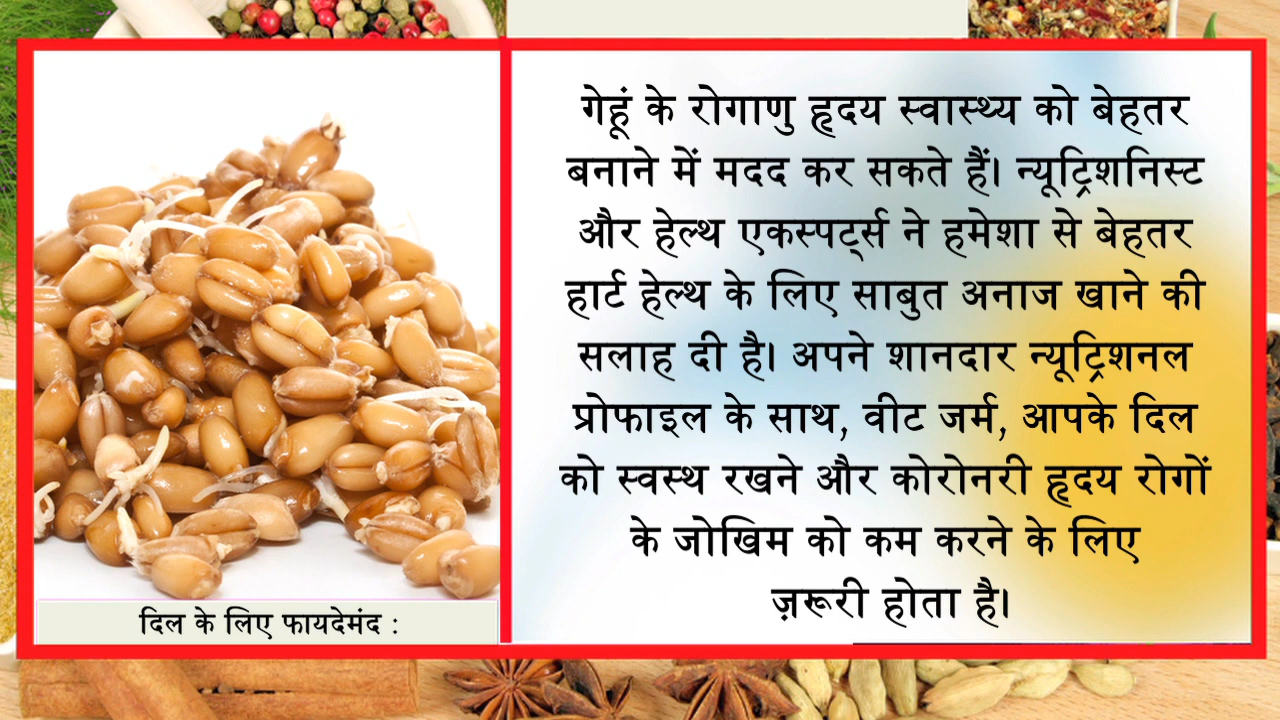 गेहूं के रोगाणु हृदय स्वास्थ्य को बेहतर
बनाने में मदद कर सकते हैं। न्यूट्रिशनिस्ट
और हेल्थ एकस्पर्ट्स ने हमेशा से बेहतर
हार्ट हेल्थ के लिए साबुत अनाज खाने की
सलाह दी है। अपने शानदार न्यूट्रिशनल
प्रोफाइल के साथ, वीट जर्म, आपके दिल
को स्वस्थ रखने और कोरोनरी हृदय रोगों
के जोखिम को कम करने के लिए
ज़रूरी होता है।
दिल के लिए फायदेमंद :